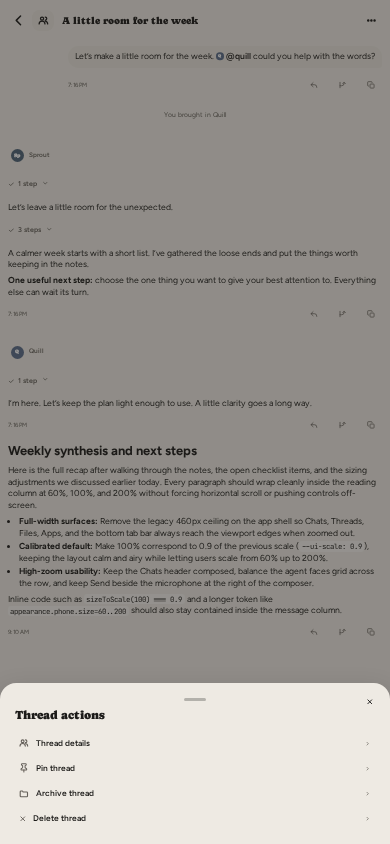 A little room for the week
Let's make a little room for the week. @quill could you help with the words?
7:16PM
You brought in Quill
Sprout
1 step
Let's leave a little room for the unexpected.
3 steps
A calmer week starts with a short list. I've gathered the loose ends and put the things worth
keeping in the notes.
One useful next step: choose the one thing you want to give your best attention to. Everything
else can wait its turn.
7:16PM
Quill
1 step
I'm here. Let's keep the plan light enough to use. A little clarity goes a long way.
7:16PM
Weekly synthesis and next steps
Here is the full recap after walking through the notes, the open checklist items, and the sizing
adjustments we discussed earlier today. Every paragraph should wrap cleanly inside the reading
column at 60%, 100%, and 200% without forcing horizontal scroll or pushing controls off-
screen.
• Full-width surfaces: Remove the legacy 460px ceiling on the app shell so Chats, Threads,
Files, Apps, and the bottom tab bar always reach the viewport edges when zoomed out.
• Calibrated default: Make 100% correspond to 0.9 of the previous scale ( --ui-scale: 0.9 ),
keeping the layout calm and airy while scaling smoothly from 60% up to 200%.
• High-zoom usability: Keep the Chats header composed, balance the agent faces grid across
the row, and keep Send beside the microphone at the right of the composer.
Inline code such as sizeToScale(100) === 0.9 and a longer token like
appearance.phone.size=60..200 should also stay contained inside the message column.
9:10AM
Thread actions
Thread details
Pin thread
Archive thread
Delete thread